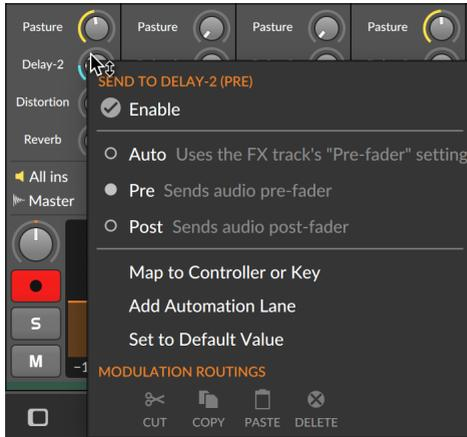 Pasture
Pasture
Pasture
Pasture
Delay-2
SEND TO DELAY-2 (PRE)
Enable
Distortion
Auto Uses the FX track's "Pre-fader" setting
Reverb
Pre Sends audio pre-fader
All ins
Master
Post Sends audio post-fader
Map to Controller or Key
Add Automation Lane
S
Set to Default Value
M
-1
MODULATION ROUTINGS
CUT COPY PASTE DELETE